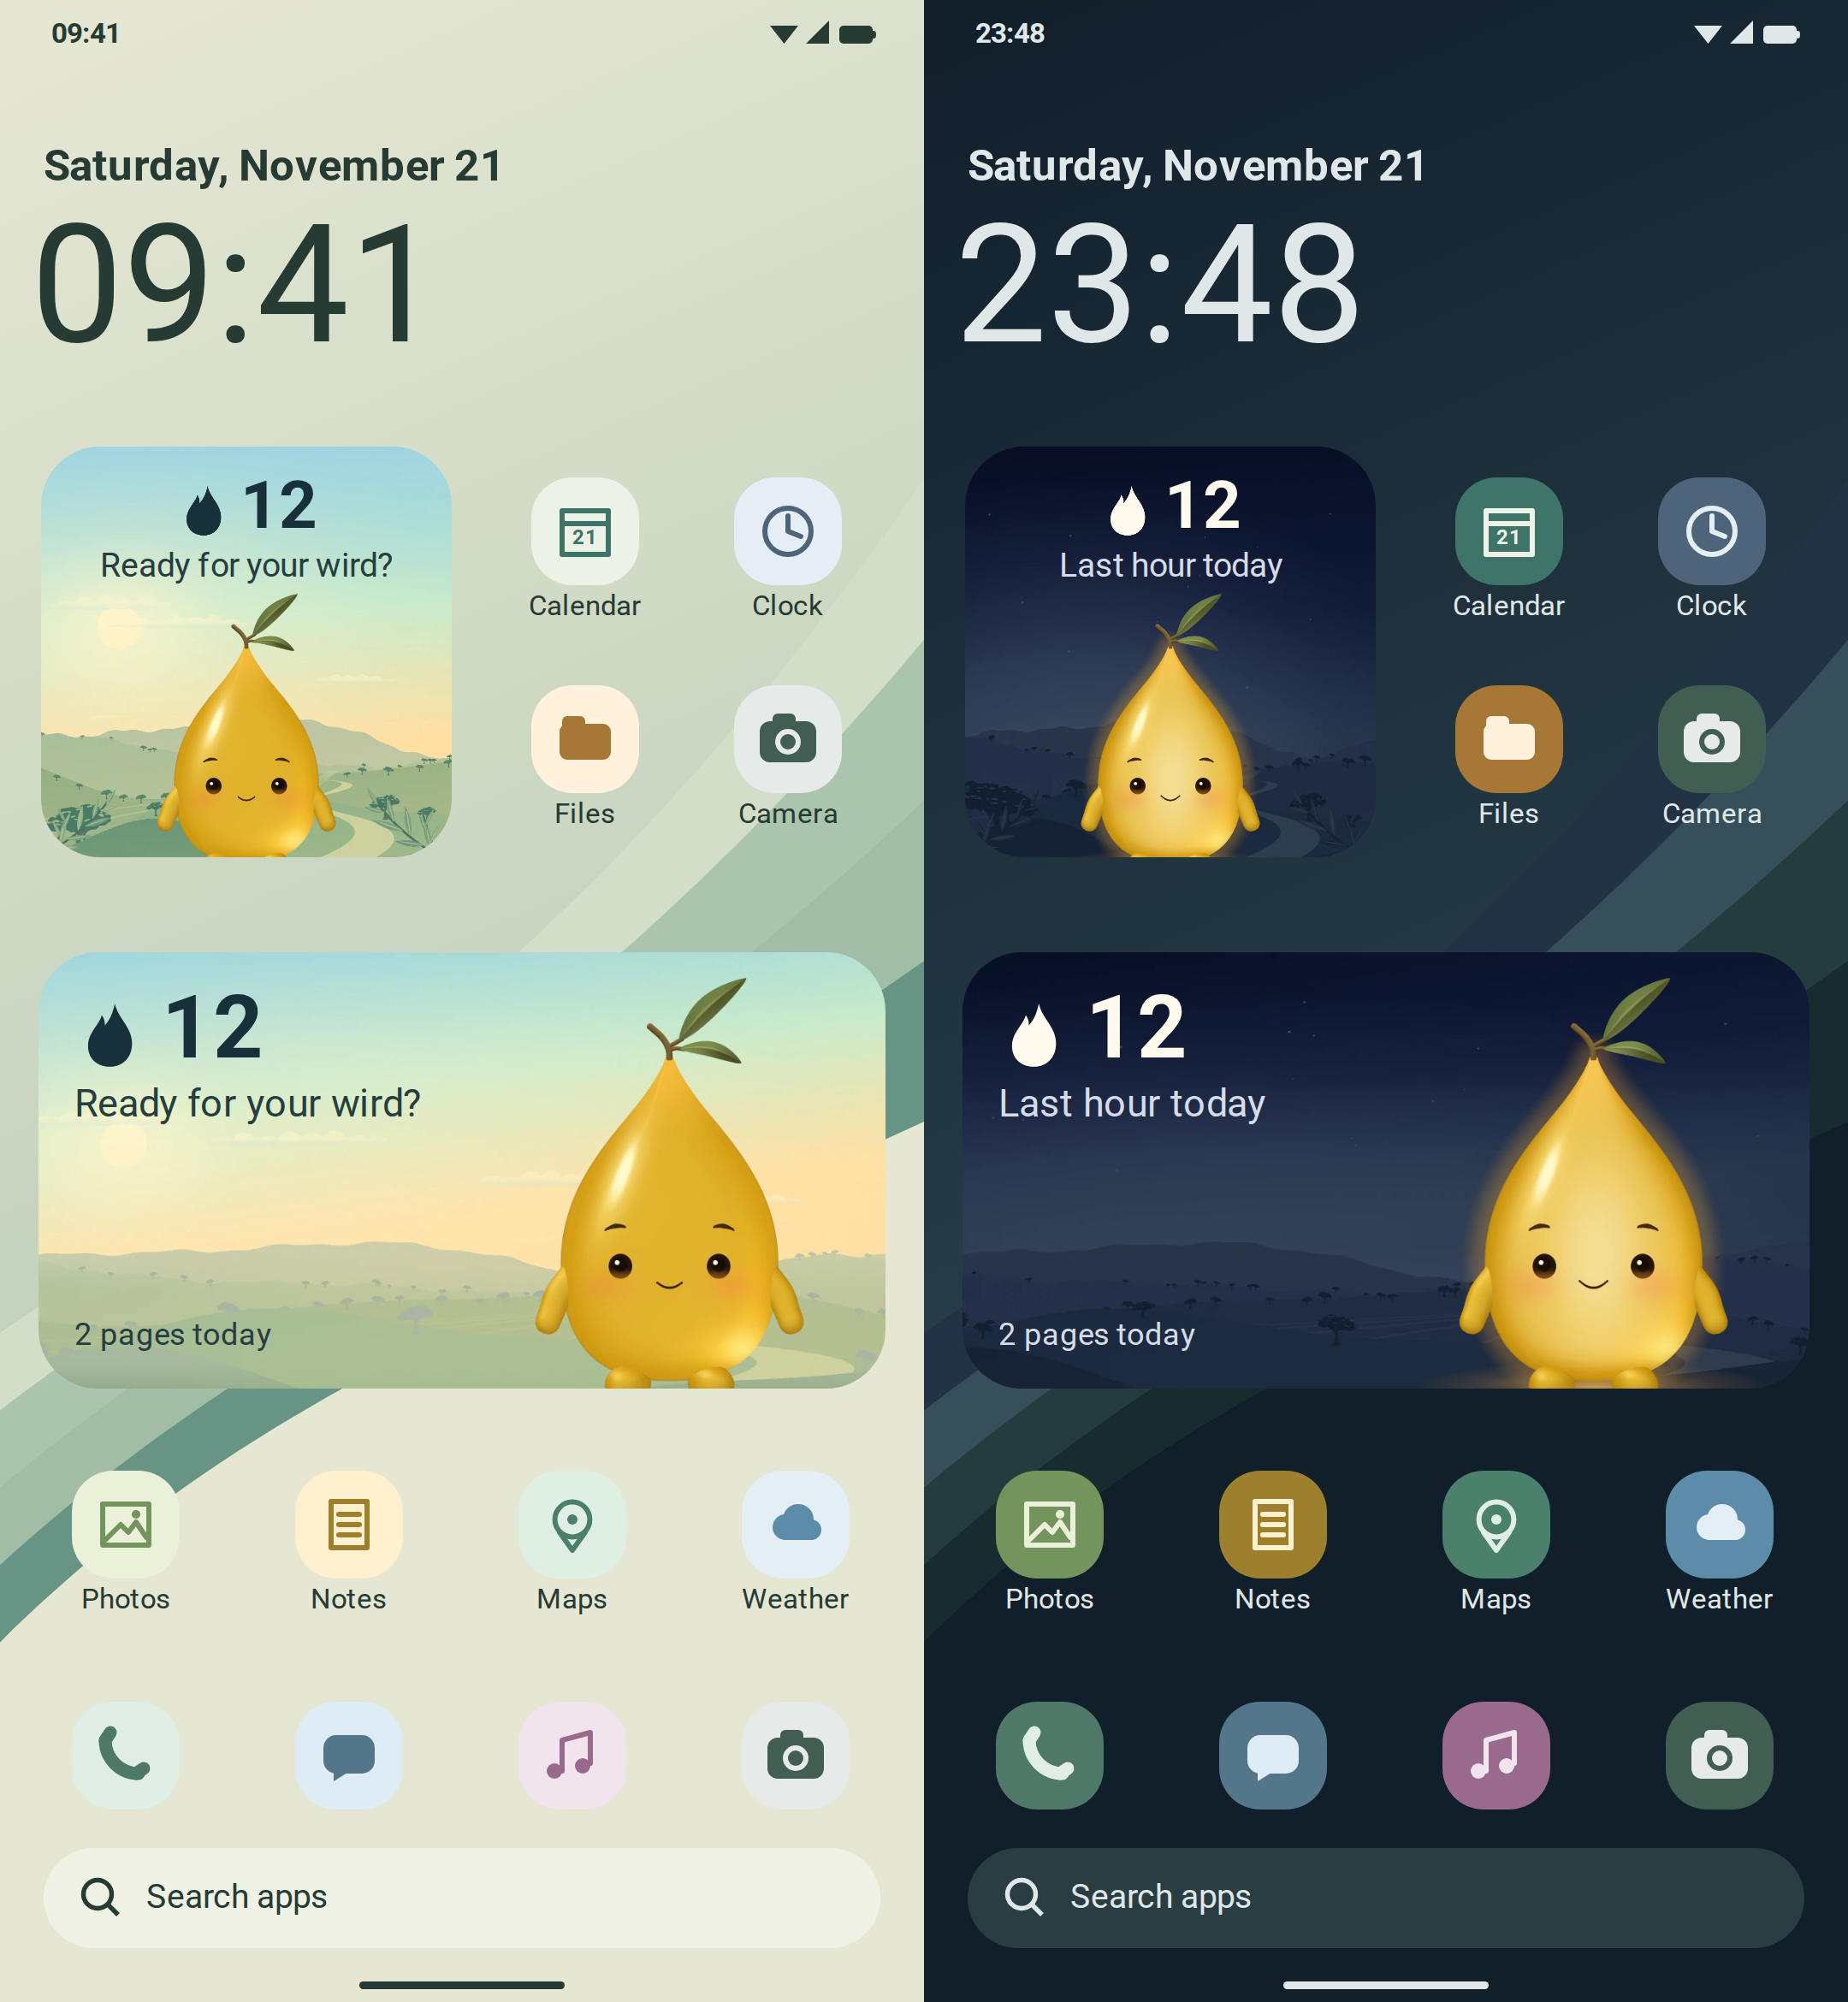 09:41
Saturday, November 21
09:41
12
Ready for your wird?
21
Calendar
Clock
Files
Camera
12
Ready for your wird?
2 pages today
Photos
Notes
Maps
Weather
Search apps
23:48
Saturday, November 21
23:48
12
Last hour today
21
Calendar
Clock
Files
Camera
12
Last hour today
2 pages today
Photos
Notes
Maps
Weather
Search apps